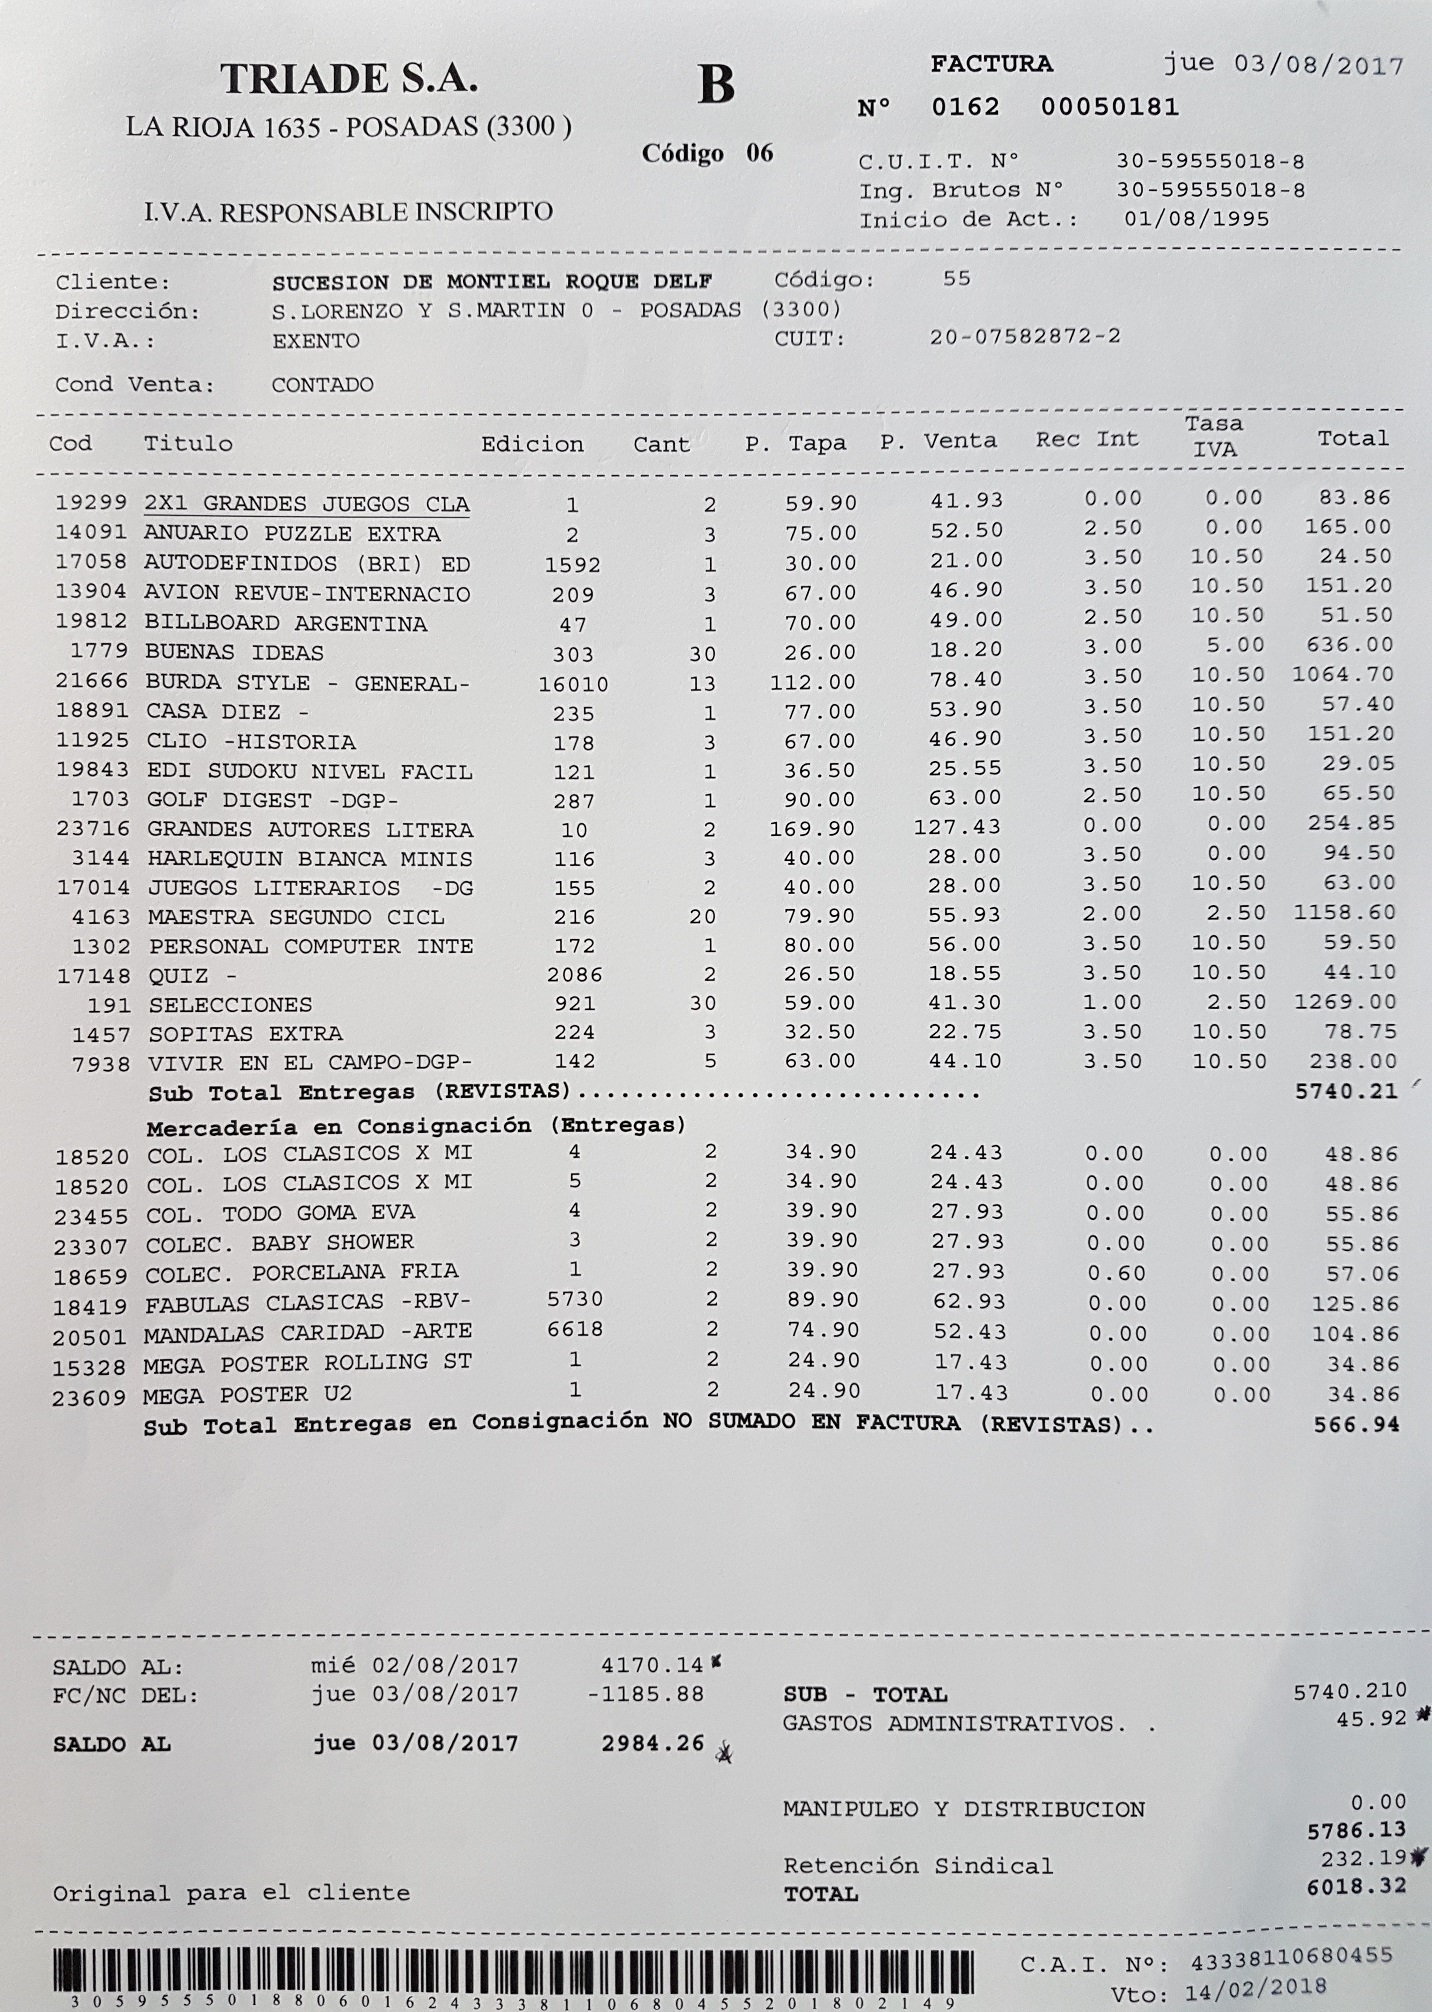 TRIADE S.A.
LA RIOJA 1635 - POSADAS (3300 )
I.V.A. RESPONSABLE INSCRIPTO
B
Código 06
FACTURA jue 03/08/2017
Nº 0162 00050181
C.U.I.T. Nº 30-59555018-8
Ing. Brutos Nº 30-59555018-8
Inicio de Act.: 01/08/1995
Cliente: SUCESION DE MONTIEL ROQUE DELF Código: 55
Dirección: S.LORENZO Y S.MARTIN 0 - POSADAS (3300)
I.V.A.: EXENTO CUIT: 20-07582872-2
Cond Venta: CONTADO
Cod Titulo Edicion Cant P. Tapa P. Venta Rec Int Tasa IVA Total
19299 2X1 GRANDES JUEGOS CLA 1 2 59.90 41.93 0.00 0.00 83.86
14091 ANUARIO PUZZLE EXTRA 2 3 75.00 52.50 2.50 0.00 165.00
17058 AUTODEFINIDOS (BRI) ED 1592 1 30.00 21.00 3.50 10.50 24.50
13904 AVION REVUE-INTERNACIO 209 3 67.00 46.90 3.50 10.50 151.20
19812 BILLBOARD ARGENTINA 47 1 70.00 49.00 2.50 10.50 51.50
1779 BUENAS IDEAS 303 30 26.00 18.20 3.00 5.00 636.00
21666 BURDA STYLE - GENERAL- 16010 13 112.00 78.40 3.50 10.50 1064.70
18891 CASA DIEZ - 235 1 77.00 53.90 3.50 10.50 57.40
11925 CLIO -HISTORIA 178 3 67.00 46.90 3.50 10.50 151.20
19843 EDI SUDOKU NIVEL FACIL 121 1 36.50 25.55 3.50 10.50 29.05
1703 GOLF DIGEST -DGP- 287 1 90.00 63.00 2.50 10.50 65.50
23716 GRANDES AUTORES LITERA 10 2 169.90 127.43 0.00 0.00 254.85
3144 HARLEQUIN BIANCA MINIS 116 3 40.00 28.00 3.50 0.00 94.50
17014 JUEGOS LITERARIOS -DG 155 2 40.00 28.00 3.50 10.50 63.00
4163 MAESTRA SEGUNDO CICL 216 20 79.90 55.93 2.00 2.50 1158.60
1302 PERSONAL COMPUTER INTE 172 1 80.00 56.00 3.50 10.50 59.50
17148 QUIZ - 2086 2 26.50 18.55 3.50 10.50 44.10
191 SELECCIONES 921 30 59.00 41.30 1.00 2.50 1269.00
1457 SOPITAS EXTRA 224 3 32.50 22.75 3.50 10.50 78.75
7938 VIVIR EN EL CAMPO-DGP- 142 5 63.00 44.10 3.50 10.50 238.00
Sub Total Entregas (REVISTAS)............................ 5740.21
Mercadería en Consignación (Entregas)
18520 COL. LOS CLASICOS X MI 4 2 34.90 24.43 0.00 0.00 48.86
18520 COL. LOS CLASICOS X MI 5 2 34.90 24.43 0.00 0.00 48.86
23455 COL. TODO GOMA EVA 4 2 39.90 27.93 0.00 0.00 55.86
23307 COLEC. BABY SHOWER 3 2 39.90 27.93 0.00 0.00 55.86
18659 COLEC. PORCELANA FRIA 1 2 39.90 27.93 0.60 0.00 57.06
18419 FABULAS CLASICAS -RBV- 5730 2 89.90 62.93 0.00 0.00 125.86
20501 MANDALAS CARIDAD -ARTE 6618 2 74.90 52.43 0.00 0.00 104.86
15328 MEGA POSTER ROLLING ST 1 2 24.90 17.43 0.00 0.00 34.86
23609 MEGA POSTER U2 1 2 24.90 17.43 0.00 0.00 34.86
Sub Total Entregas en Consignación NO SUMADO EN FACTURA (REVISTAS).. 566.94
SALDO AL: mié 02/08/2017 4170.14
FC/NC DEL: jue 03/08/2017 -1185.88
SALDO AL jue 03/08/2017 2984.26
SUB - TOTAL 5740.210
GASTOS ADMINISTRATIVOS. . 45.92
MANIPULEO Y DISTRIBUCION 0.00
5786.13
Retención Sindical 232.19
TOTAL 6018.32
Original para el cliente
3059555018806016243338110680455201802149
C.A.I. Nº: 43338110680455
Vto: 14/02/2018